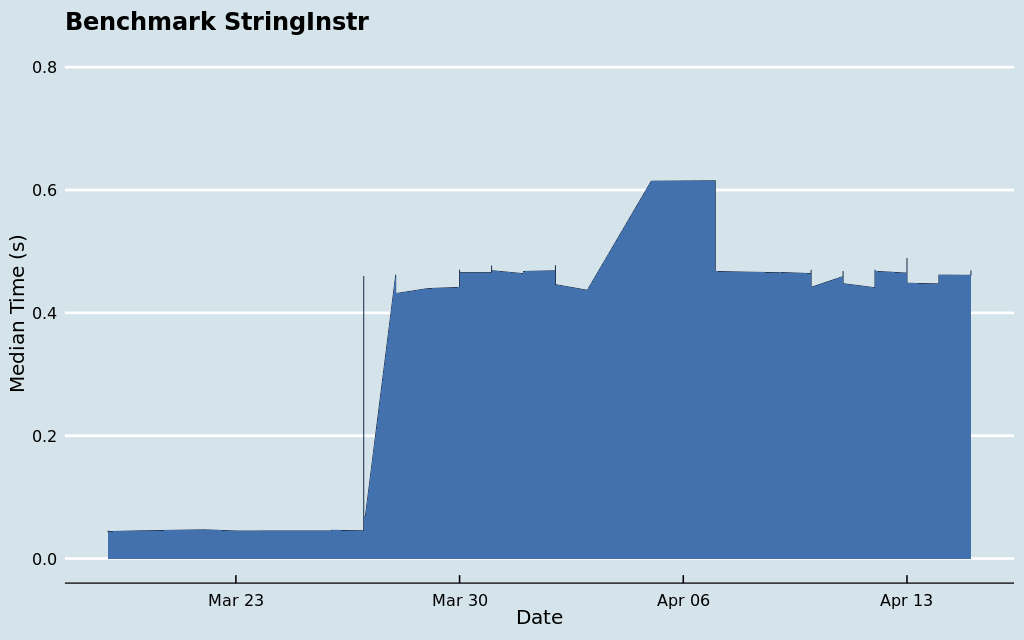 Benchmark StringInstr
0.8
0.6
0.4
0.2
0.0
Median Time (s)
Mar 23
Mar 30
Apr 06
Apr 13
Date